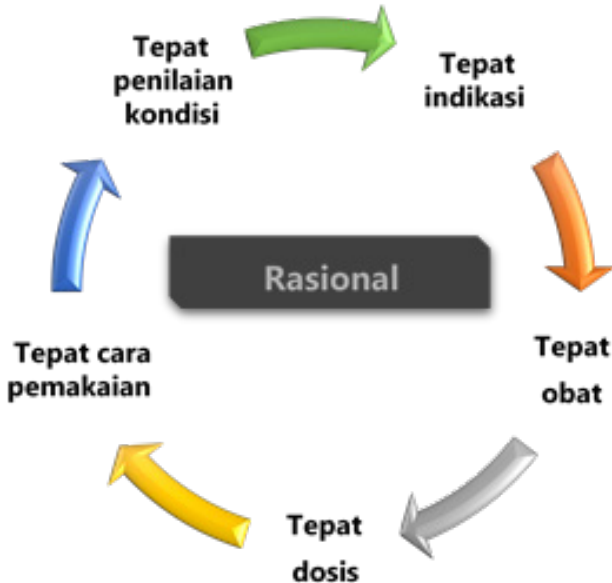 Tepat
penilaian
kondisi
Tepat
indikasi
Rasional
Tepat
obat
Tepat
dosis
Tepat cara
pemakaian